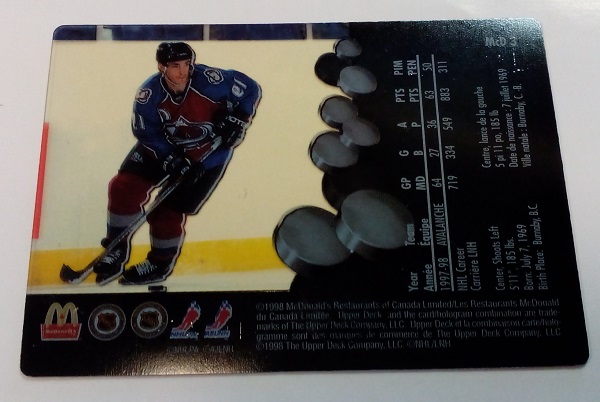 McD 3
Year Team GP G A PTS PIM
Année Équipe MD B P PTS PEN
1997-98 AVALANCHE 64 27 36 63 50
NHL Career
Carrière LNH 719 334 549 883 311
Center, Shoots Left
5'11", 185 lbs.
Born: July 7, 1969
Birth Place: Burnaby, B.C.
Centre, lance de la gauche
5 pi 11 po, 185 lb
Date de naissance : 7 juillet 1969
Ville natale : Burnaby, C.-B.
91
McDonald's
©NHLPA ©AJLNH
©1998 McDonald's Restaurants of Canada Limited/Les Restaurants McDonald
du Canada Limitée. Upper Deck and the card/hologram combination are trade-
marks of The Upper Deck Company, LLC. Upper Deck et la combination carte/holo-
gramme sont des marques de commerce de The Upper Deck Company, LLC.
©1998 The Upper Deck Company, LLC ©NHL/LNH